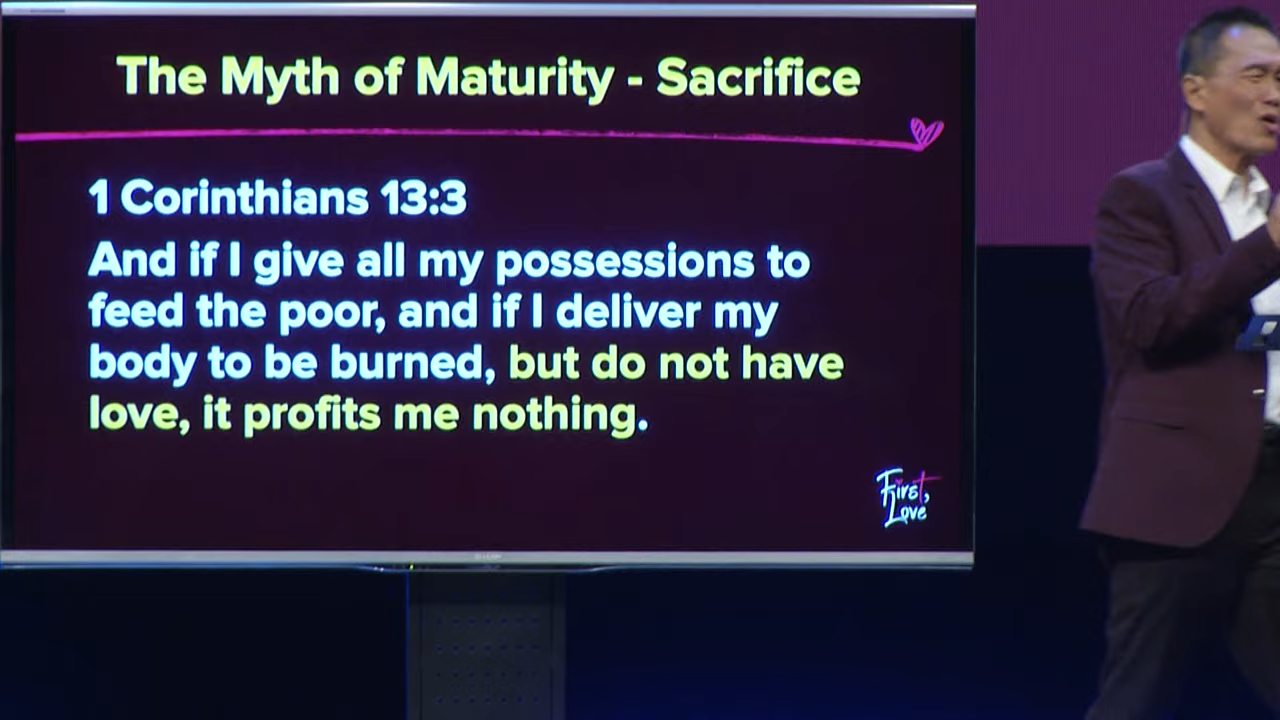 The Myth of Maturity - Sacrifice
1 Corinthians 13:3
And if I give all my possessions to
feed the poor, and if I deliver my
body to be burned, but do not have
love, it profits me nothing.
First,
Love